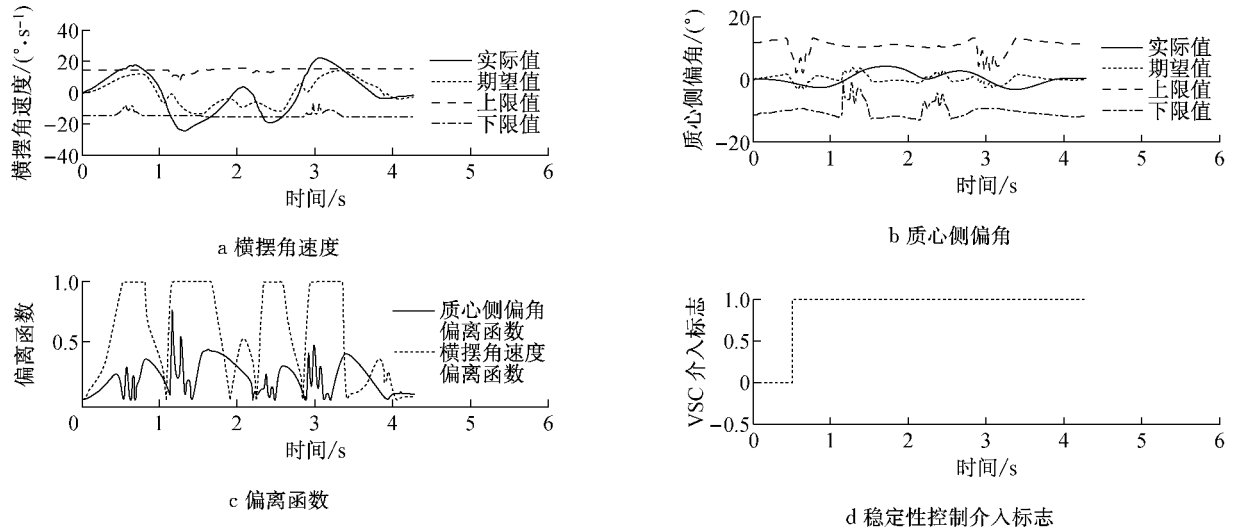 横摆角速度/(°·s⁻¹)
40
20
0
-20
-40
0
1
2
3
4
5
6
时间/s
实际值
期望值
上限值
下限值
a 横摆角速度
质心侧偏角/(°)
20
0
-20
0
1
2
3
4
5
6
时间/s
实际值
期望值
上限值
下限值
b 质心侧偏角
偏离函数
1.0
0.5
0
1
2
3
4
5
6
时间/s
质心侧偏角
偏离函数
横摆角速度
偏离函数
c 偏离函数
VSC 介入标志
1.0
0.5
0
-0.5
0
1
2
3
4
5
6
时间/s
d 稳定性控制介入标志